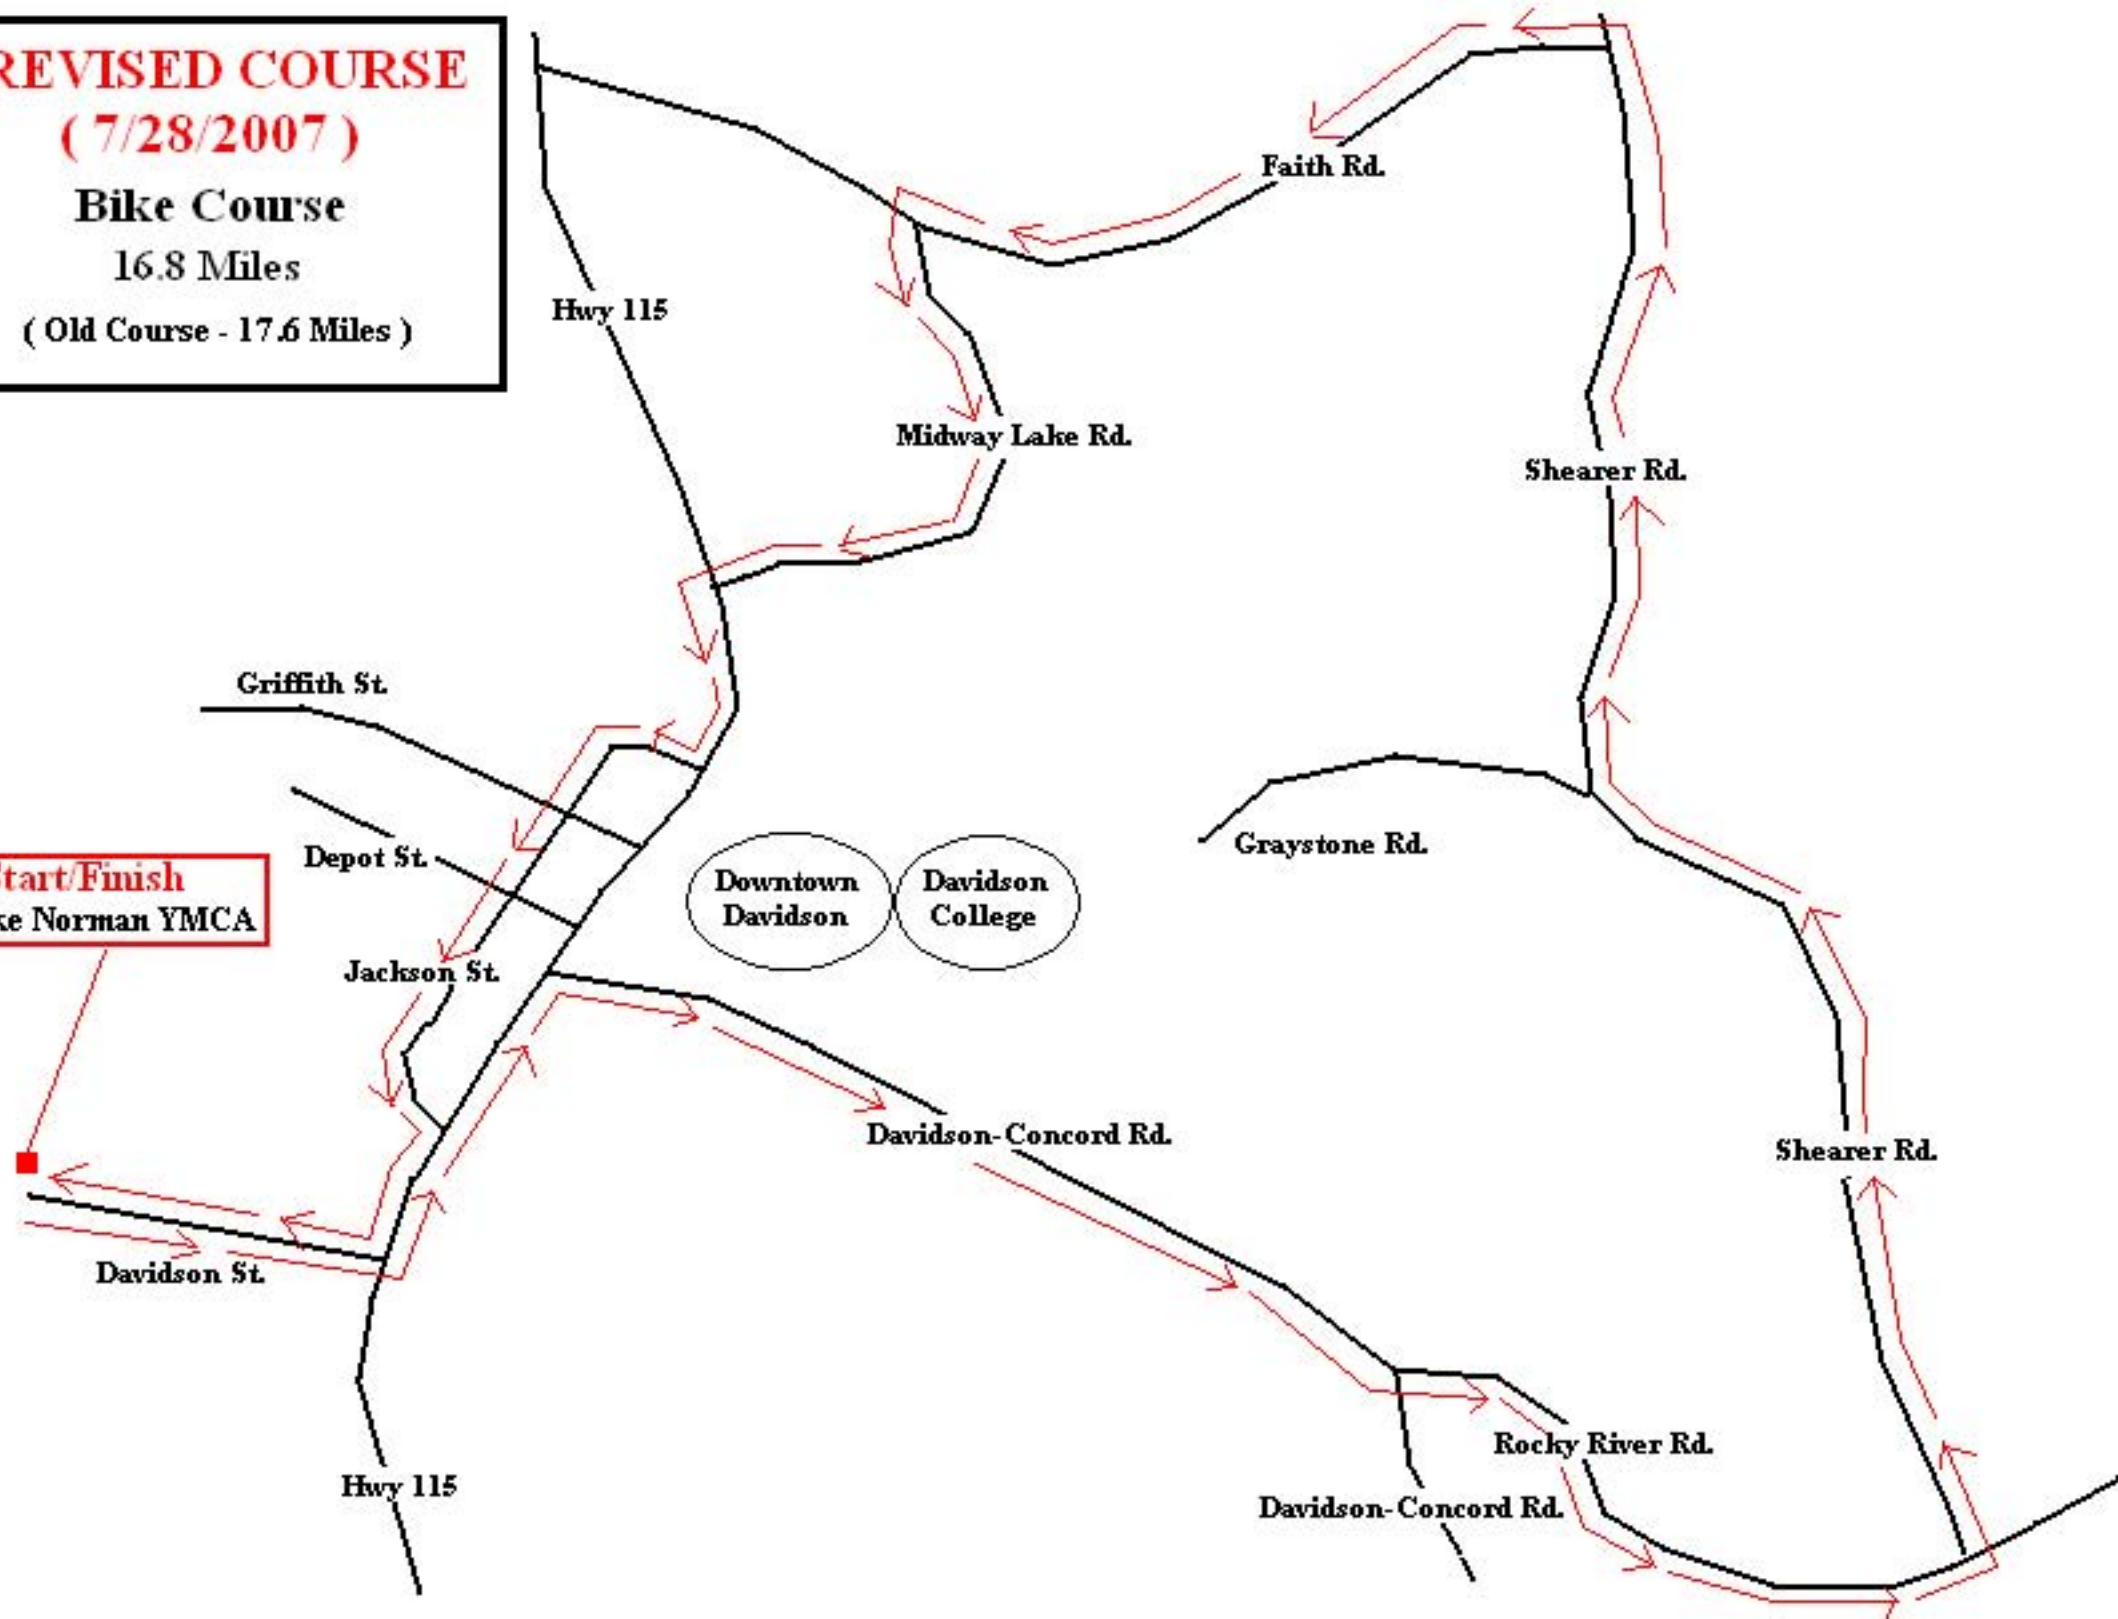 REVISED COURSE
( 7/28/2007 )
Bike Course
16.8 Miles
( Old Course - 17.6 Miles )
Faith Rd.
Hwy 115
Midway Lake Rd.
Shearer Rd.
Griffith St.
Depot St.
Graystone Rd.
Start/Finish
ke Norman YMCA
Downtown
Davidson
Davidson
College
Jackson St.
Davidson-Concord Rd.
Shearer Rd.
Davidson St.
Rocky River Rd.
Hwy 115
Davidson-Concord Rd.